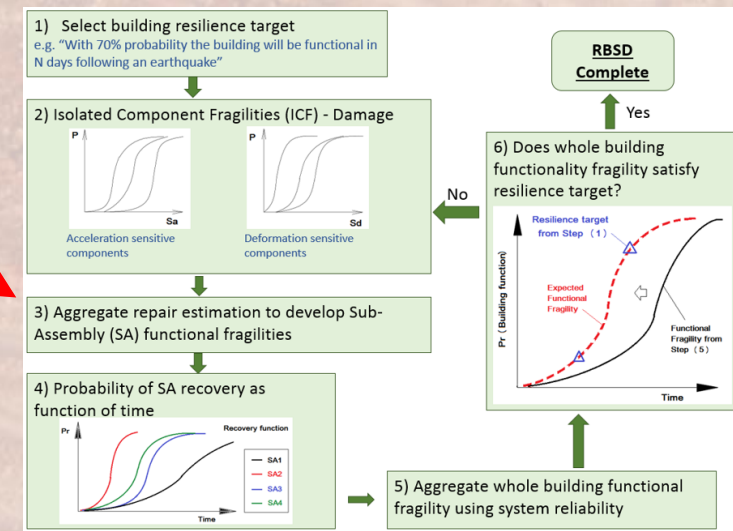 1) Select building resilience target
e.g. “With 70% probability the building will be functional in
N days following an earthquake”
2) Isolated Component Fragilities (ICF) - Damage
P
Sa
Acceleration sensitive
components
P
Sd
Deformation sensitive
components
3) Aggregate repair estimation to develop Sub-
Assembly (SA) functional fragilities
4) Probability of SA recovery as
function of time
Pr
Recovery function
SA1
SA2
SA3
SA4
Time
5) Aggregate whole building functional
fragility using system reliability
6) Does whole building
functionality fragility satisfy
resilience target?
Pr (Building function)
Resilience target
from Step (1)
Expected
Functional
Fragility
Functional
Fragility from
Step (5)
Time
No
Yes
RBSD
Complete